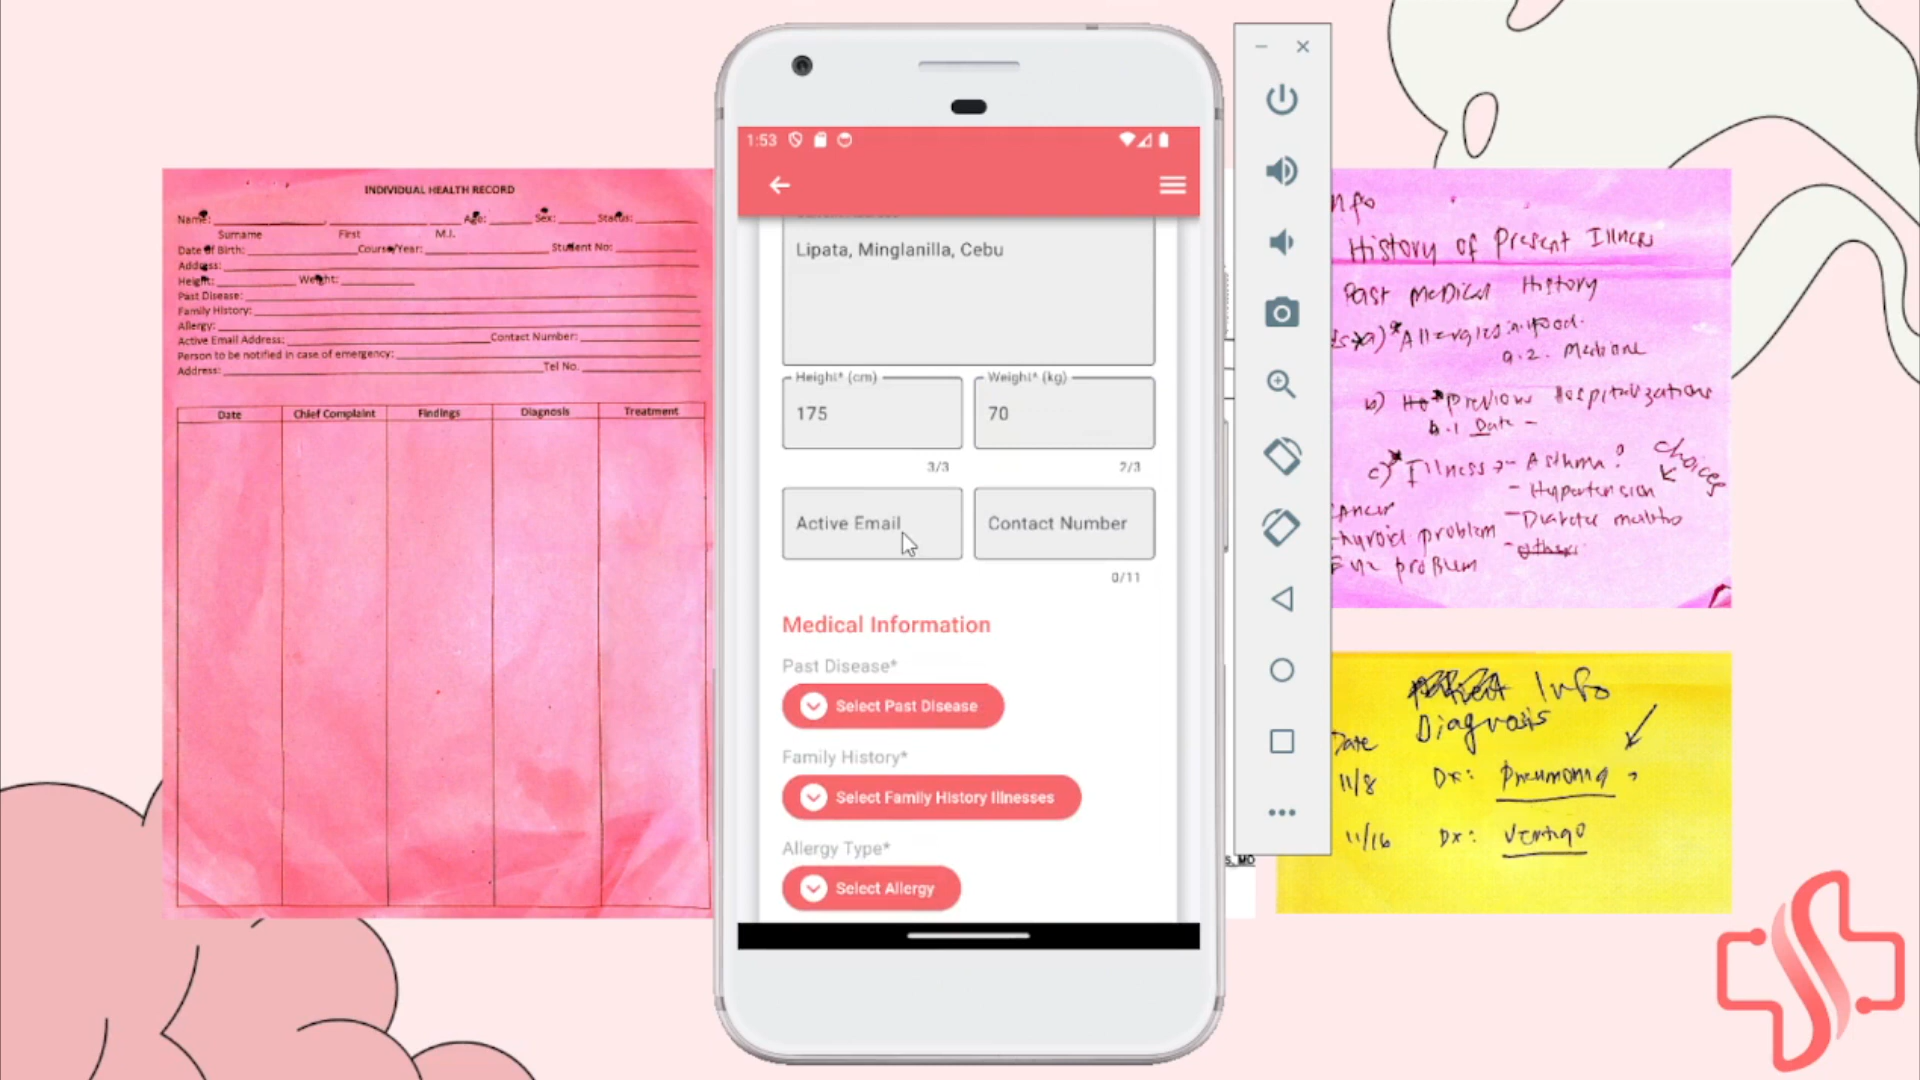 INDIVIDUAL HEALTH RECORD
Name: Age: Sex: Status:
Surname First M.I.
Date of Birth: Course/Year: Student No:
Address:
Height: Weight:
Past Disease:
Family History:
Allergy:
Active Email Address: Contact Number:
Person to be notified in case of emergency:
Address: Tel No.
Date Chief Complaint Findings Diagnosis Treatment
1:53
Lipata, Minglanilla, Cebu
Height* (cm) Weight* (kg)
175 70
3/3 2/3
Active Email Contact Number
0/11
Medical Information
Past Disease*
Select Past Disease
Family History*
Select Family History Illnesses
Allergy Type*
Select Allergy
s, MD
Info
History of Present Illness
Past Medical History
a) Allergies food.
a.2. Medicine
b) previous Hospitalizations
b.1 Date -
choices
c) Illness - Asthma
- Hypertension
- Diabetes
thyroid problem
problem
Info
Diagnosis
Date
11/8 Dx: Pneumonia
11/16 Dx: Vertigo